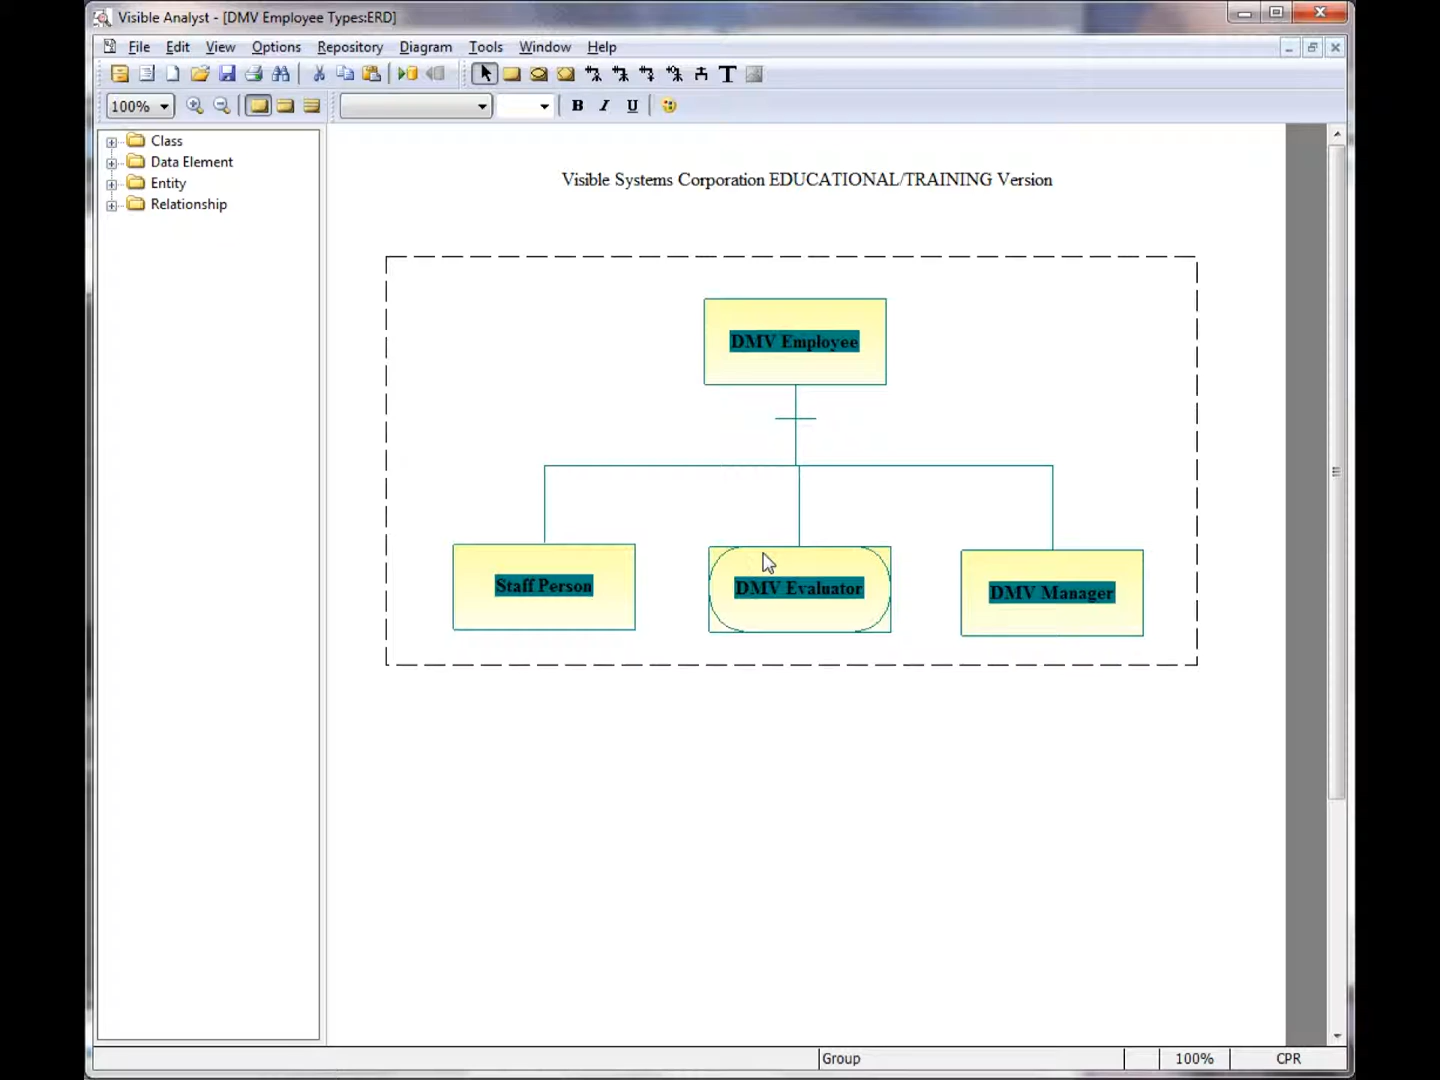 Visible Analyst - [DMV Employee Types:ERD]
File Edit View Options Repository Diagram Tools Window Help
100% B I U
Class
Data Element
Entity
Relationship
Visible Systems Corporation EDUCATIONAL/TRAINING Version
DMV Employee
Staff Person DMV Evaluator DMV Manager
Group 100% CPR